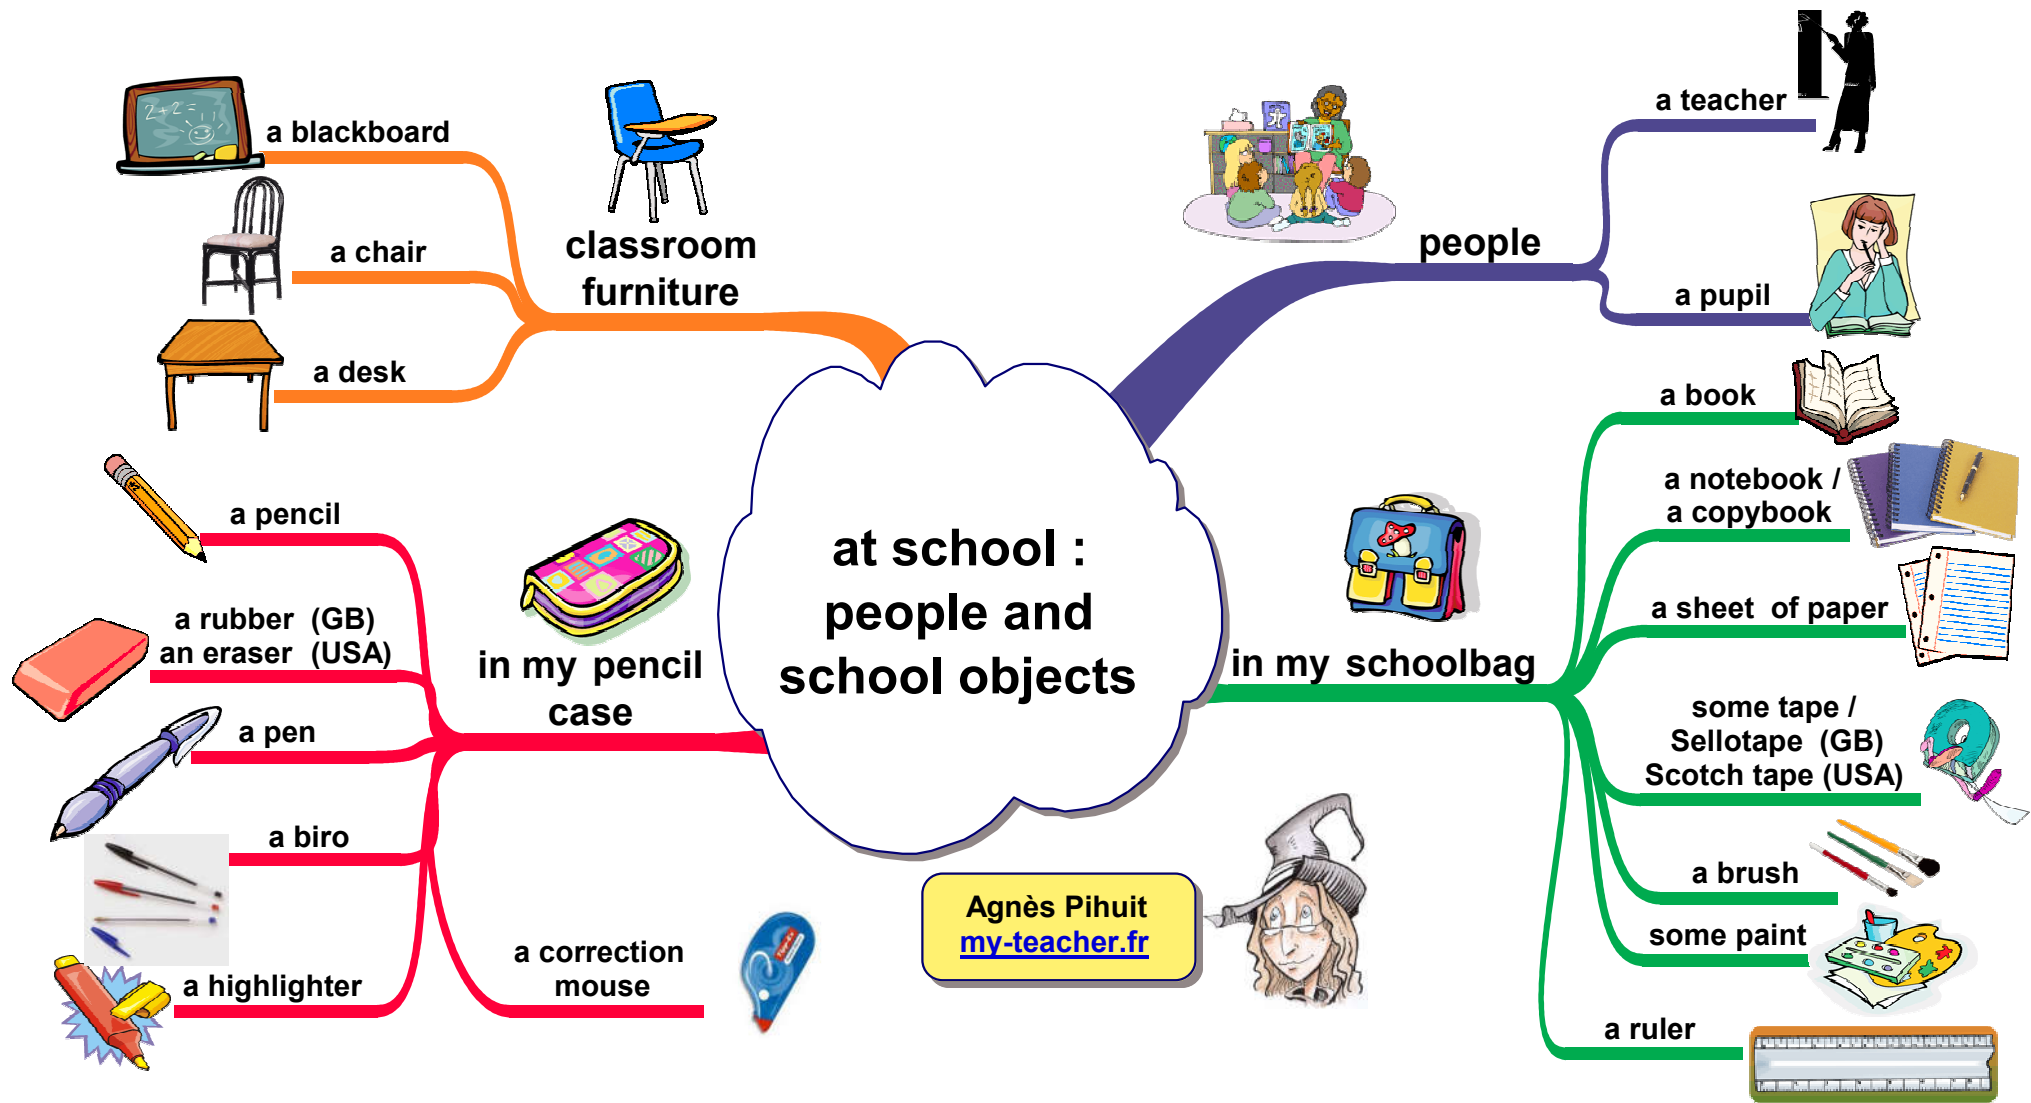 at school :
people and
school objects
classroom
furniture
a blackboard
2+2=
a chair
a desk
people
a teacher
a pupil
in my pencil
case
a pencil
a rubber (GB)
an eraser (USA)
a pen
a biro
a highlighter
a correction
mouse
in my schoolbag
a book
a notebook /
a copybook
a sheet of paper
some tape /
Sellotape (GB)
Scotch tape (USA)
a brush
some paint
a ruler
Agnès Pihuit
my-teacher.fr